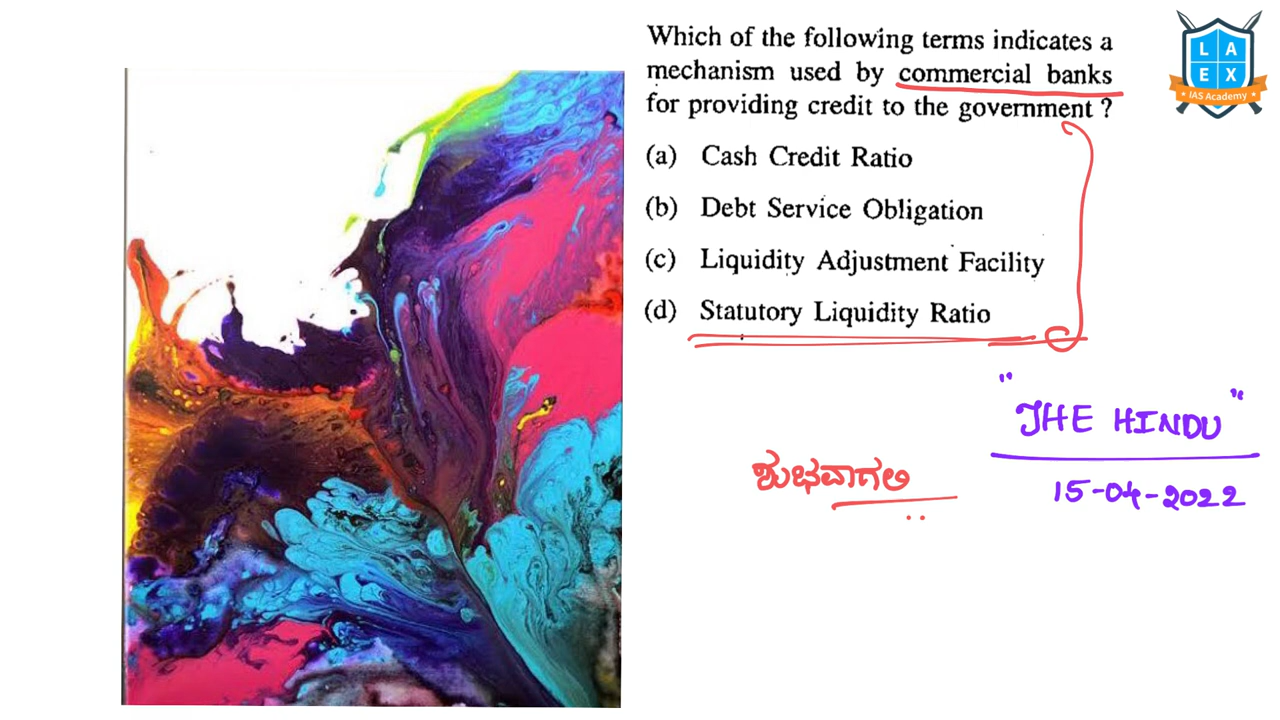 Which of the following terms indicates a
mechanism used by commercial banks
for providing credit to the government ?
(a) Cash Credit Ratio
(b) Debt Service Obligation
(c) Liquidity Adjustment Facility
(d) Statutory Liquidity Ratio
L A
E X
IAS Academy
"THE HINDU"
15-04-2022
ಶುಭವಾಗಲಿ